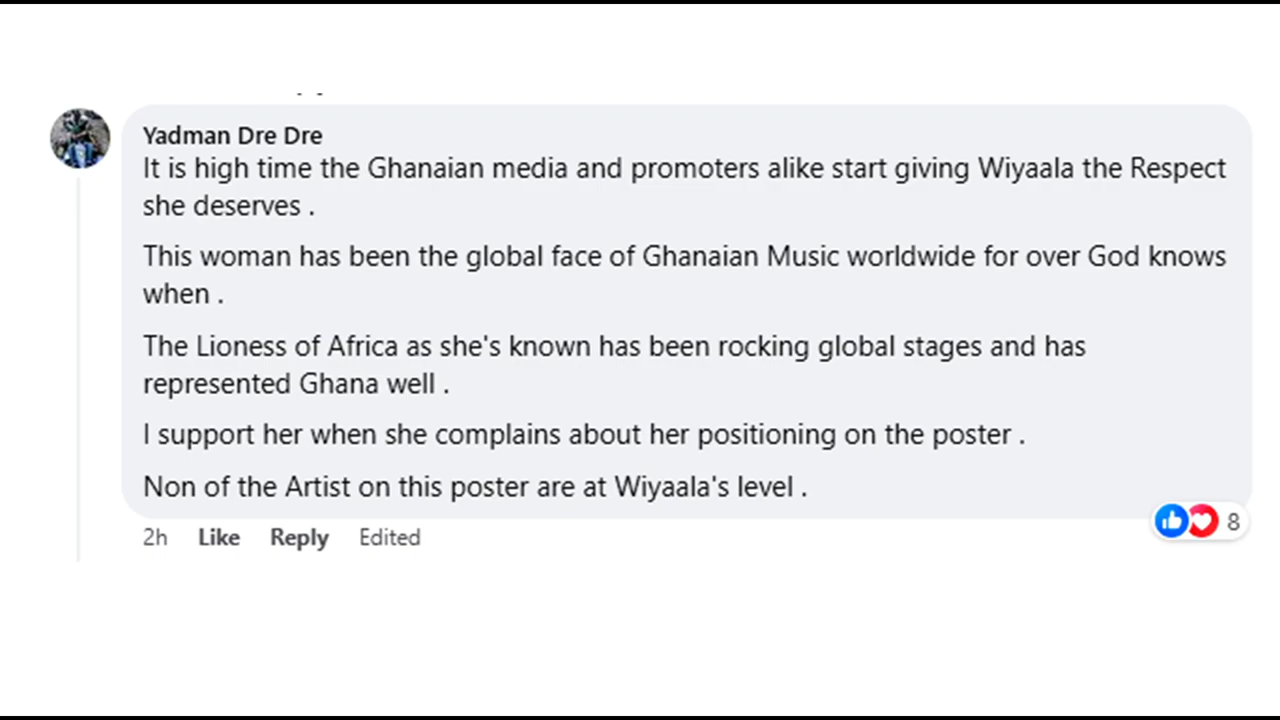 Yadman Dre Dre
It is high time the Ghanaian media and promoters alike start giving Wiyaala the Respect
she deserves .
This woman has been the global face of Ghanaian Music worldwide for over God knows
when .
The Lioness of Africa as she's known has been rocking global stages and has
represented Ghana well .
I support her when she complains about her positioning on the poster .
Non of the Artist on this poster are at Wiyaala's level .
2h Like Reply Edited 8